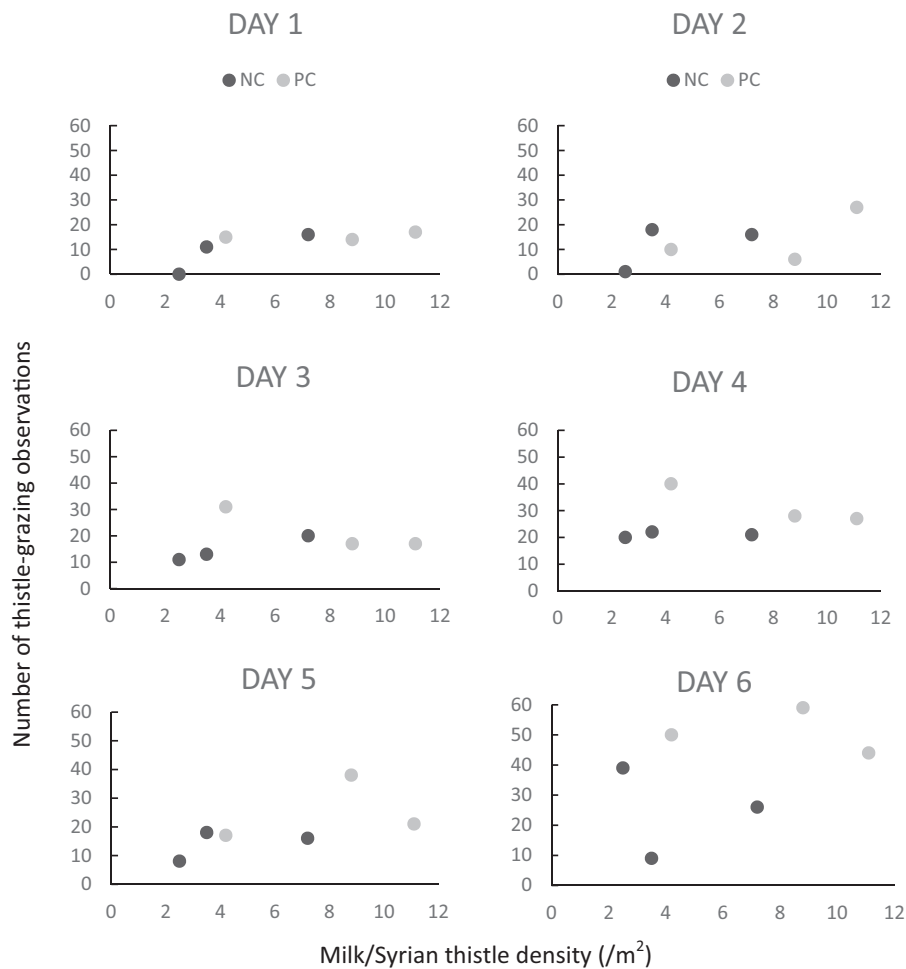 DAY 1
NC PC
60
50
40
30
20
10
0
0 2 4 6 8 10 12
DAY 2
NC PC
60
50
40
30
20
10
0
0 2 4 6 8 10 12
Number of thistle-grazing observations
DAY 3
60
50
40
30
20
10
0
0 2 4 6 8 10 12
DAY 4
60
50
40
30
20
10
0
0 2 4 6 8 10 12
DAY 5
60
50
40
30
20
10
0
0 2 4 6 8 10 12
DAY 6
60
50
40
30
20
10
0
0 2 4 6 8 10 12
Milk/Syrian thistle density (/m²)